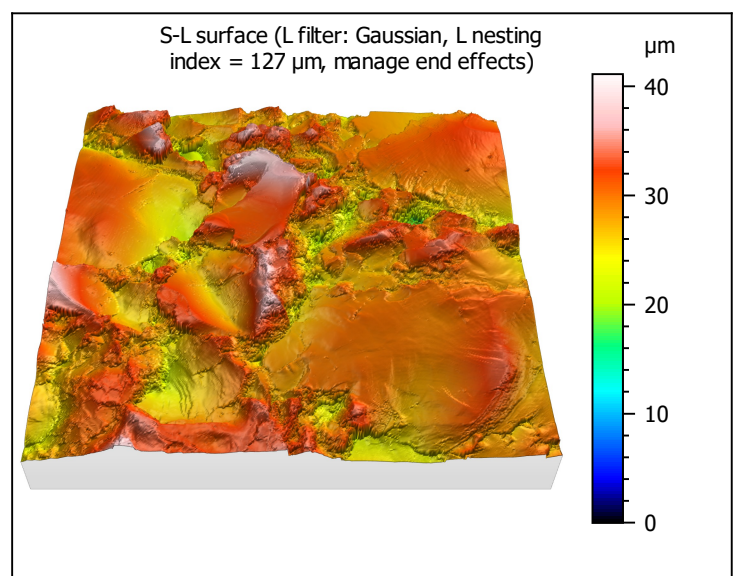 S-L surface (L filter: Gaussian, L nesting
index = 127 µm, manage end effects)
µm
40
30
20
10
0